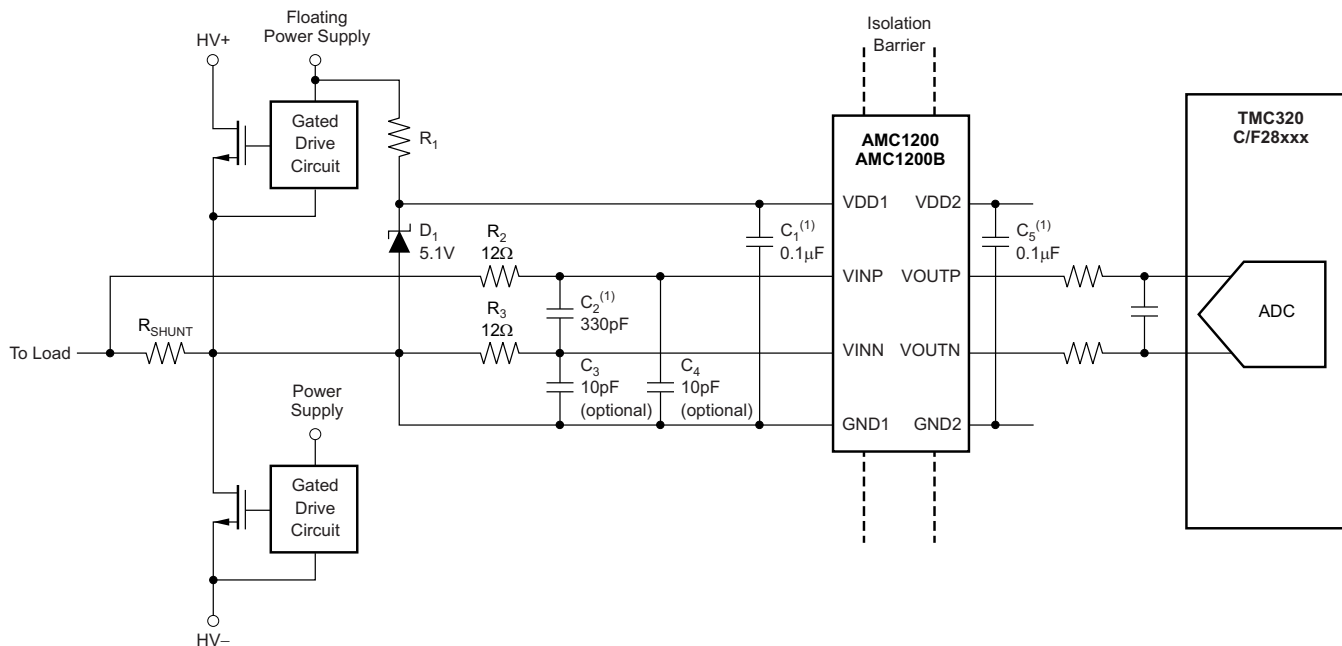 Floating
Power Supply
HV+
Gated
Drive
Circuit
R1
D1
5.1V
R2
12Ω
R3
12Ω
C2(1)
330pF
C3
10pF
(optional)
C4
10pF
(optional)
C1(1)
0.1μF
RSHUNT
To Load
Power
Supply
Gated
Drive
Circuit
HV−
Isolation
Barrier
AMC1200
AMC1200B
VDD1
VDD2
VINP
VOUTP
VINN
VOUTN
GND1
GND2
C5(1)
0.1μF
TMC320
C/F28xxx
ADC